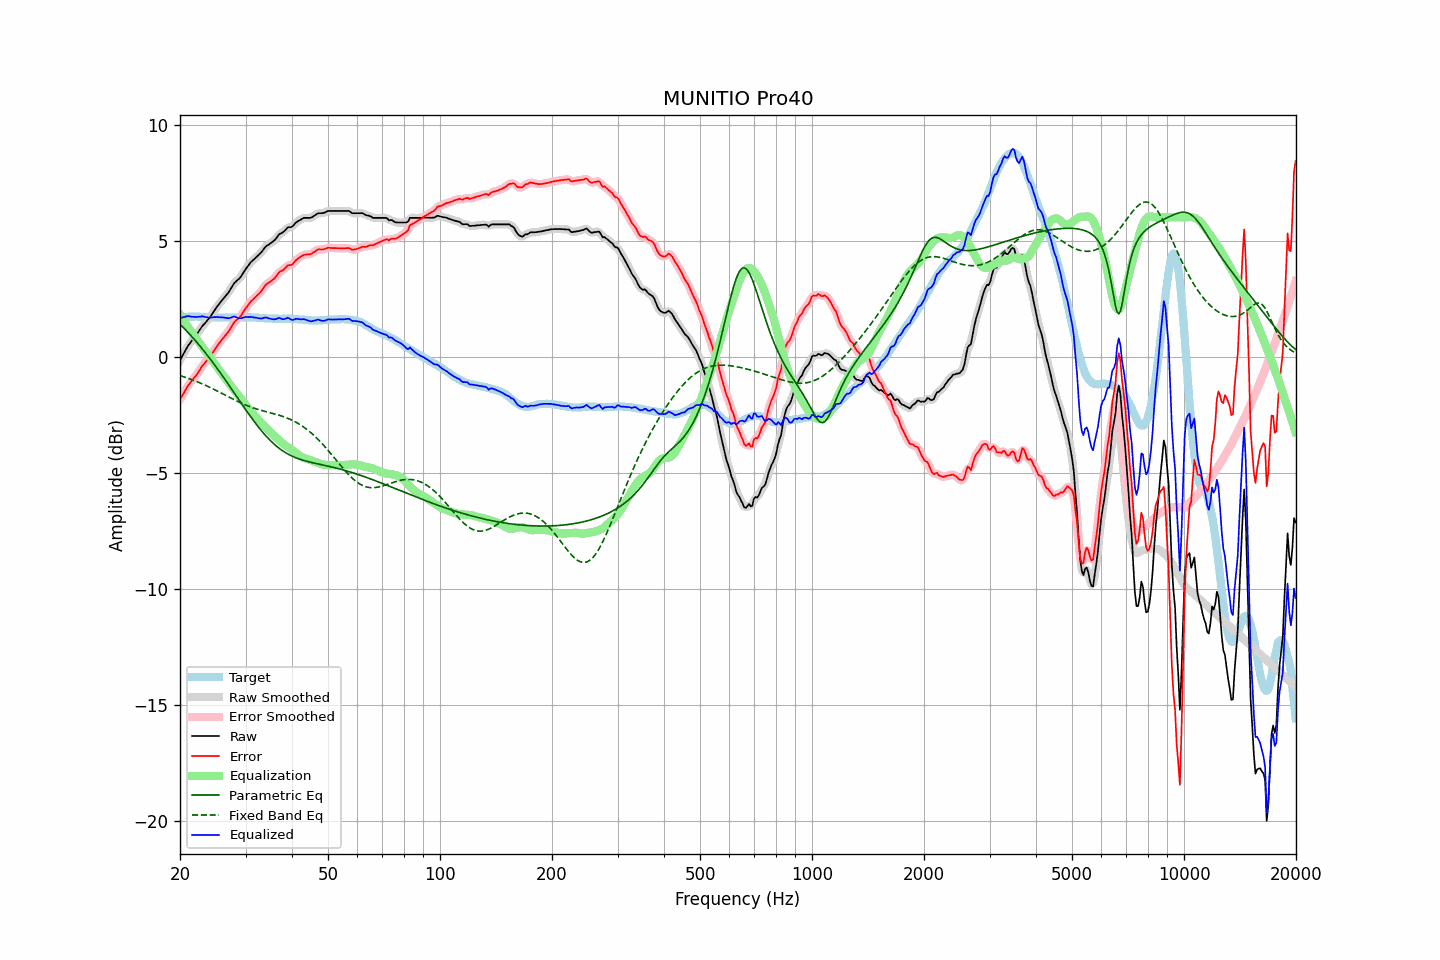 MUNITIO Pro40
Amplitude (dBr)
10
5
0
−5
−10
−15
−20
Target
Raw Smoothed
Error Smoothed
Raw
Error
Equalization
Parametric Eq
Fixed Band Eq
Equalized
20 50 100 200 500 1000 2000 5000 10000 20000
Frequency (Hz)